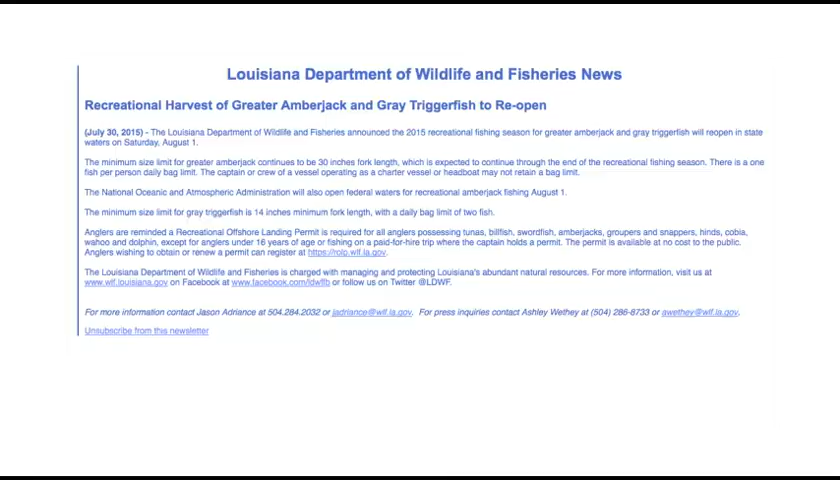 Louisiana Department of Wildlife and Fisheries News
Recreational Harvest of Greater Amberjack and Gray Triggerfish to Re-open
(July 30, 2015) - The Louisiana Department of Wildlife and Fisheries announced the 2015 recreational fishing season for greater amberjack and gray triggerfish will reopen in state
waters on Saturday, August 1.
The minimum size limit for greater amberjack continues to be 30 inches fork length, which is expected to continue through the end of the recreational fishing season. There is a one
fish per person daily bag limit. The captain or crew of a vessel operating as a charter vessel or headboat may not retain a bag limit.
The National Oceanic and Atmospheric Administration will also open federal waters for recreational amberjack fishing August 1.
The minimum size limit for gray triggerfish is 14 inches minimum fork length, with a daily bag limit of two fish.
Anglers are reminded a Recreational Offshore Landing Permit is required for all anglers possessing tunas, billfish, swordfish, amberjacks, groupers and snappers, hinds, cobia,
wahoo and dolphin, except for anglers under 16 years of age or fishing on a paid-for-hire trip where the captain holds a permit. The permit is available at no cost to the public.
Anglers wishing to obtain or renew a permit can register at https://rolp.wlf.la.gov.
The Louisiana Department of Wildlife and Fisheries is charged with managing and protecting Louisiana's abundant natural resources. For more information, visit us at
www.wlf.louisiana.gov on Facebook at www.facebook.com/ldwffb or follow us on Twitter @LDWF.
For more information contact Jason Adriance at 504.284.2032 or jadriance@wlf.la.gov. For press inquiries contact Ashley Wethey at (504) 286-8733 or awethey@wlf.la.gov.
Unsubscribe from this newsletter